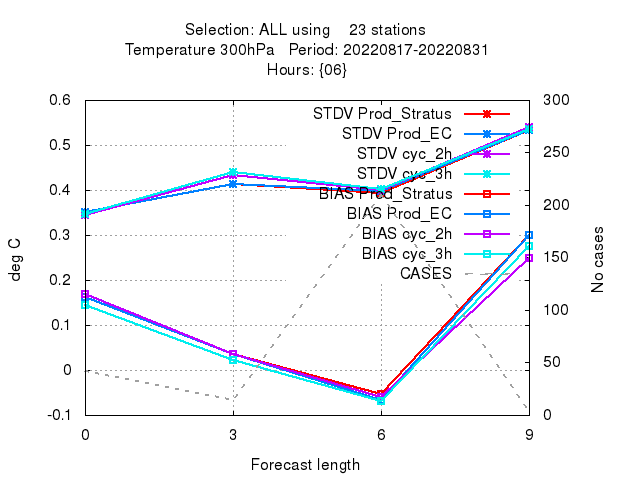 Selection: ALL using 23 stations
Temperature 300hPa Period: 20220817-20220831
Hours: {06}
0.6
0.5
0.4
0.3
0.2
0.1
0
-0.1
deg C
STDV Prod_Stratus
STDV Prod_EC
STDV cyc_2h
STDV cyc_3h
BIAS Prod_Stratus
BIAS Prod_EC
BIAS cyc_2h
BIAS cyc_3h
CASES
300
250
200
150
100
50
0
No cases
0 3 6 9
Forecast length